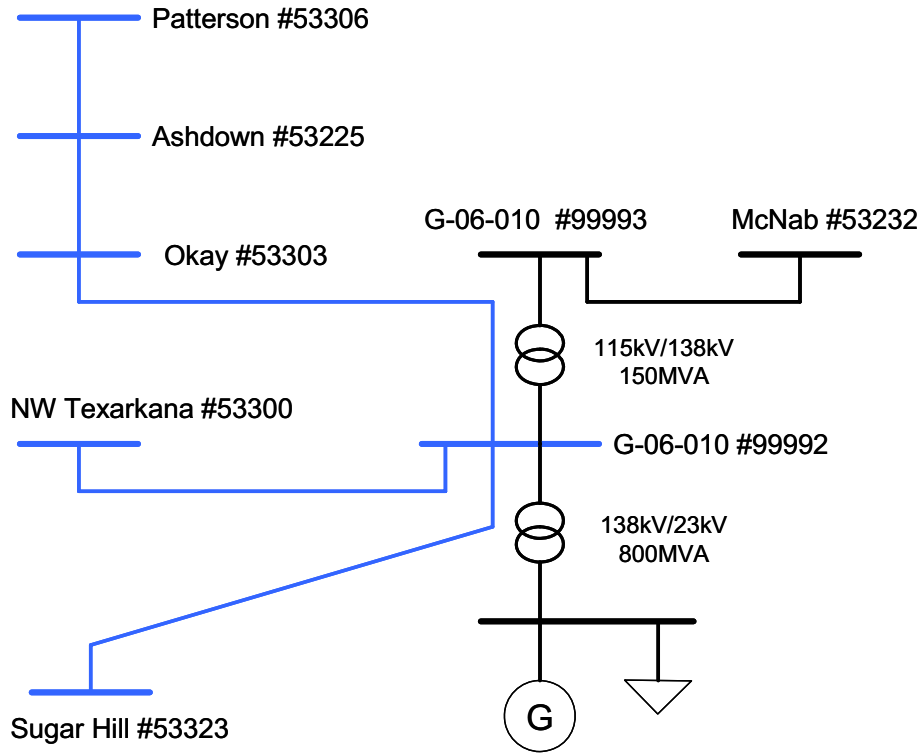 Patterson #53306
Ashdown #53225
G-06-010  #99993
McNab #53232
Okay #53303
115kV/138kV
150MVA
NW Texarkana #53300
G-06-010 #99992
138kV/23kV
800MVA
G
Sugar Hill #53323